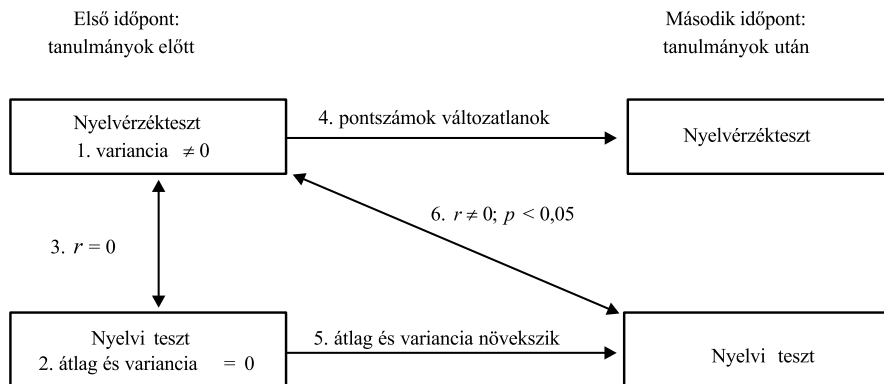 Első időpont:
tanulmányok előtt
Második időpont:
tanulmányok után
Nyelvérzékteszt
1. variancia ≠ 0
4. pontszámok változatlanok
Nyelvérzékteszt
3. r = 0
6. r ≠ 0; p < 0,05
Nyelvi teszt
2. átlag és variancia = 0
5. átlag és variancia növekszik
Nyelvi teszt